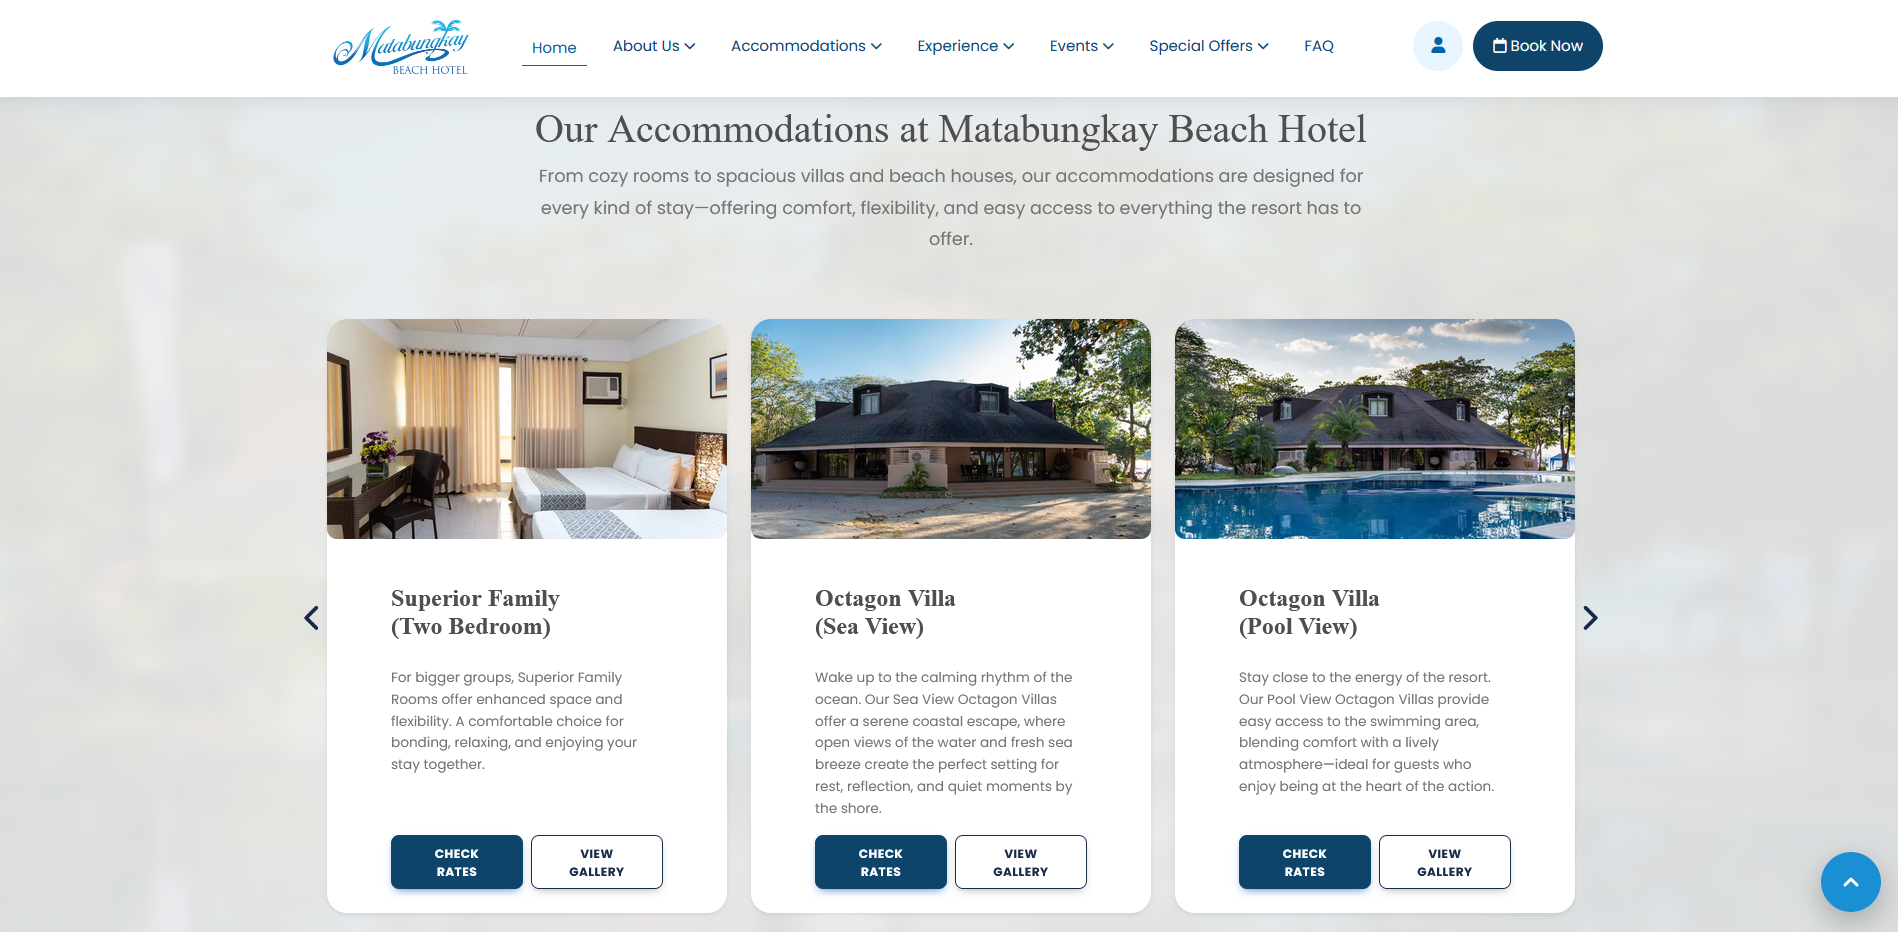 Matabungkay
BEACH HOTEL
Home
About Us
Accommodations
Experience
Events
Special Offers
FAQ
Book Now
Our Accommodations at Matabungkay Beach Hotel
From cozy rooms to spacious villas and beach houses, our accommodations are designed for
every kind of stay—offering comfort, flexibility, and easy access to everything the resort has to
offer.
Superior Family
(Two Bedroom)
For bigger groups, Superior Family
Rooms offer enhanced space and
flexibility. A comfortable choice for
bonding, relaxing, and enjoying your
stay together.
CHECK
RATES
VIEW
GALLERY
Octagon Villa
(Sea View)
Wake up to the calming rhythm of the
ocean. Our Sea View Octagon Villas
offer a serene coastal escape, where
open views of the water and fresh sea
breeze create the perfect setting for
rest, reflection, and quiet moments by
the shore.
CHECK
RATES
VIEW
GALLERY
Octagon Villa
(Pool View)
Stay close to the energy of the resort.
Our Pool View Octagon Villas provide
easy access to the swimming area,
blending comfort with a lively
atmosphere—ideal for guests who
enjoy being at the heart of the action.
CHECK
RATES
VIEW
GALLERY